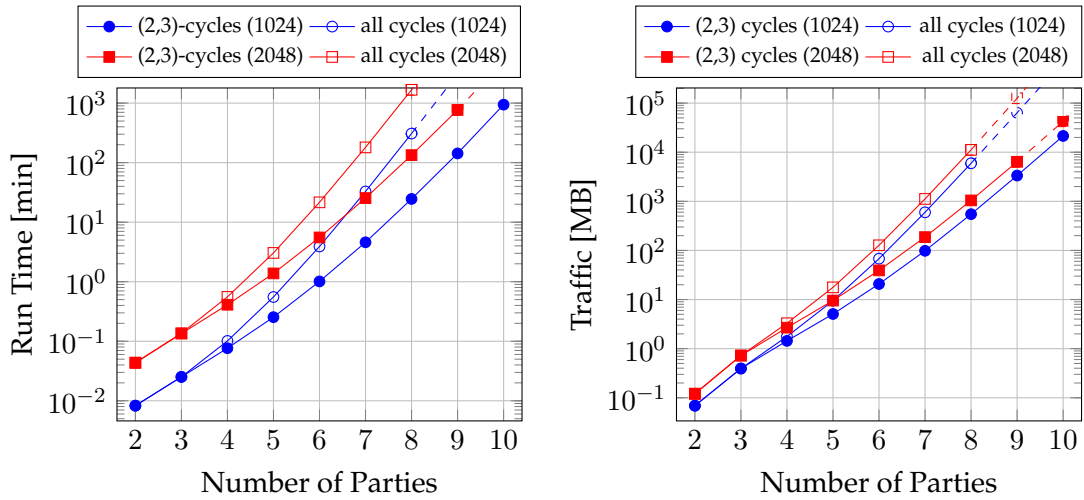 (2,3)-cycles (1024) all cycles (1024)
(2,3)-cycles (2048) all cycles (2048)
10^3
10^2
10^1
10^0
10^−1
10^−2
Run Time [min]
2 3 4 5 6 7 8 9 10
Number of Parties
(2,3)-cycles (1024) all cycles (1024)
(2,3) cycles (2048) all cycles (2048)
10^5
10^4
10^3
10^2
10^1
10^0
10^−1
Traffic [MB]
2 3 4 5 6 7 8 9 10
Number of Parties